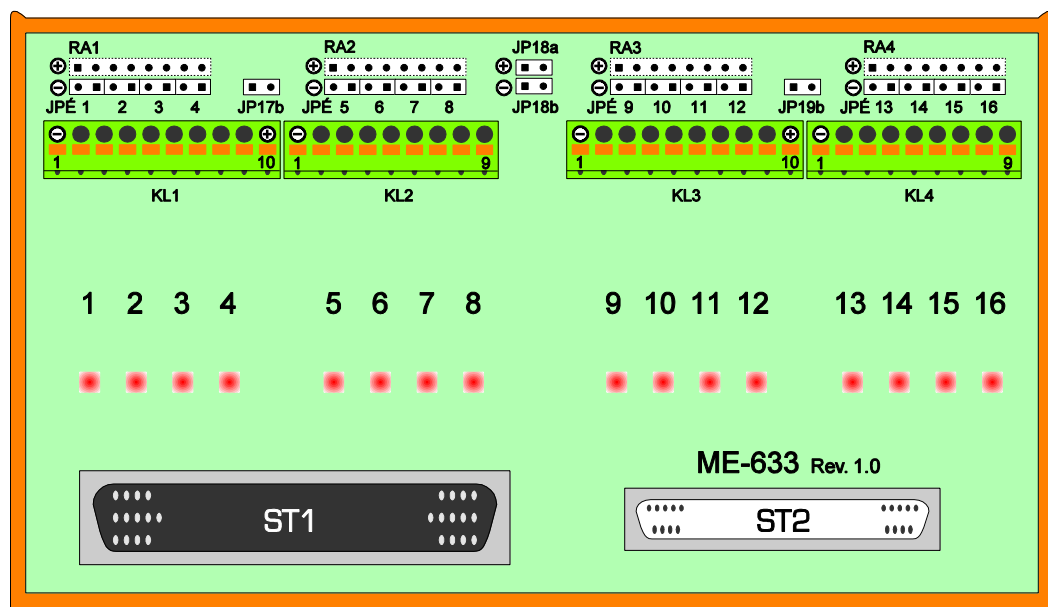 RA1 RA2 JP18a RA3 RA4
+ + + + +
− − − − −
JPÉ 1 2 3 4 JP17b JPÉ 5 6 7 8 JP18b JPÉ 9 10 11 12 JP19b JPÉ 13 14 15 16
− + − − + −
1 10 1 9 1 10 1 9
KL1 KL2 KL3 KL4
1 2 3 4 5 6 7 8 9 10 11 12 13 14 15 16
ME-633 Rev. 1.0
ST1 ST2